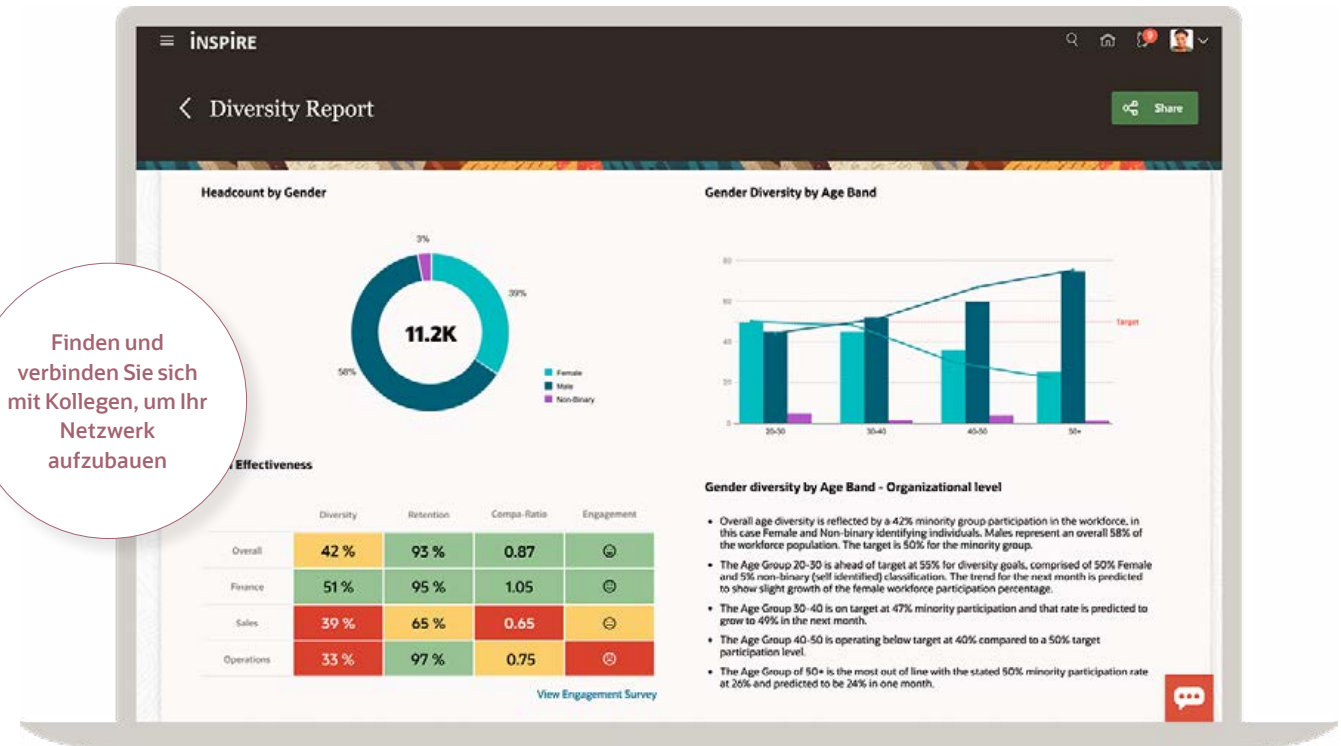 iNSPiRE
9
Diversity Report
Share
Headcount by Gender
3%
39%
58%
11.2K
Female
Male
Non-Binary
Gender Diversity by Age Band
80
60
40
20
0
Target
20-30
30-40
40-50
50+
Finden und
verbinden Sie sich
mit Kollegen, um Ihr
Netzwerk
aufzubauen
Effectiveness
Diversity Retention Compa-Ratio Engagement
Overall 42 % 93 % 0.87
Finance 51 % 95 % 1.05
Sales 39 % 65 % 0.65
Operations 33 % 97 % 0.75
View Engagement Survey
Gender diversity by Age Band - Organizational level
• Overall age diversity is reflected by a 42% minority group participation in the workforce, in
this case Female and Non-binary identifying individuals. Males represent an overall 58% of
the workforce population. The target is 50% for the minority group.
• The Age Group 20-30 is ahead of target at 55% for diversity goals, comprised of 50% Female
and 5% non-binary (self identified) classification. The trend for the next month is predicted
to show slight growth of the female workforce participation percentage.
• The Age Group 30-40 is on target at 47% minority participation and that rate is predicted to
grow to 49% in the next month.
• The Age Group 40-50 is operating below target at 40% compared to a 50% target
participation level.
• The Age Group of 50+ is the most out of line with the stated 50% minority participation rate
at 26% and predicted to be 24% in one month.